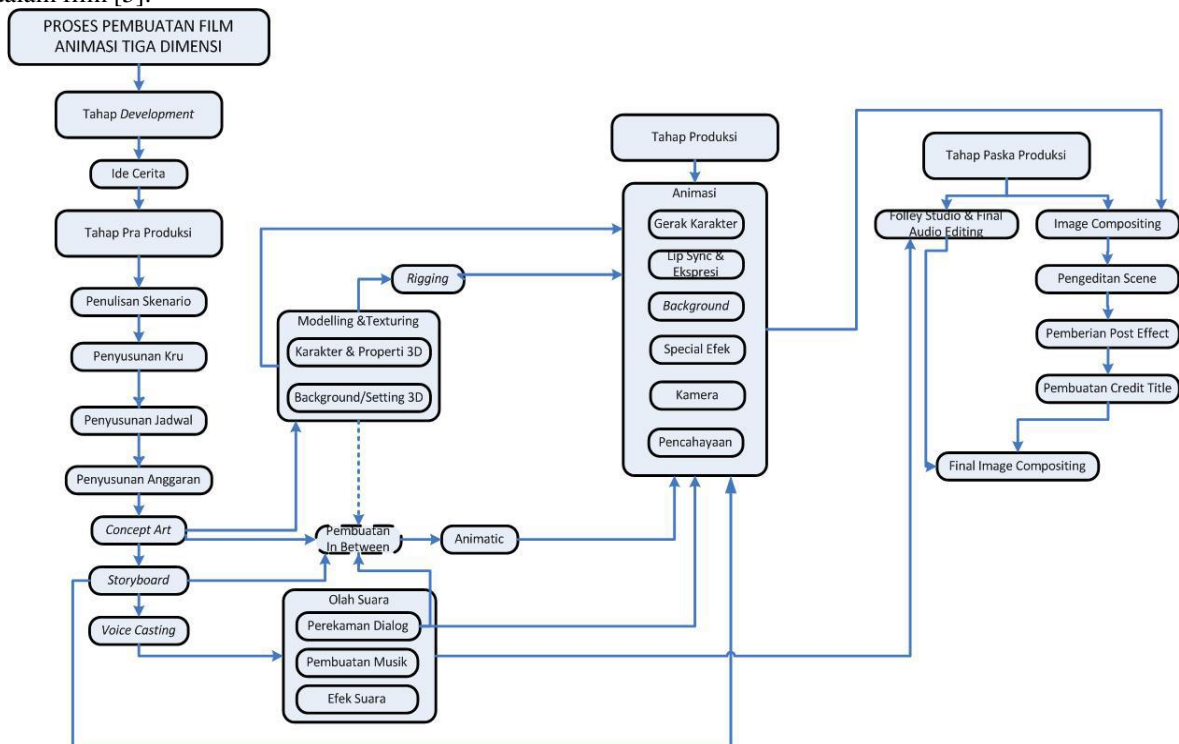 dalam film [5].
PROSES PEMBUATAN FILM
ANIMASI TIGA DIMENSI
Tahap Development
Ide Cerita
Tahap Pra Produksi
Penulisan Skenario
Penyusunan Kru
Penyusunan Jadwal
Penyusunan Anggaran
Concept Art
Storyboard
Voice Casting
Rigging
Modelling &Texturing
Karakter & Properti 3D
Background/Setting 3D
Pembuatan
In Between
Animatic
Olah Suara
Perekaman Dialog
Pembuatan Musik
Efek Suara
Tahap Produksi
Animasi
Gerak Karakter
Lip Sync &
Ekspresi
Background
Special Efek
Kamera
Pencahayaan
Tahap Paska Produksi
Folley Studio & Final
Audio Editing
Image Compositing
Pengeditan Scene
Pemberian Post Effect
Pembuatan Credit Title
Final Image Compositing